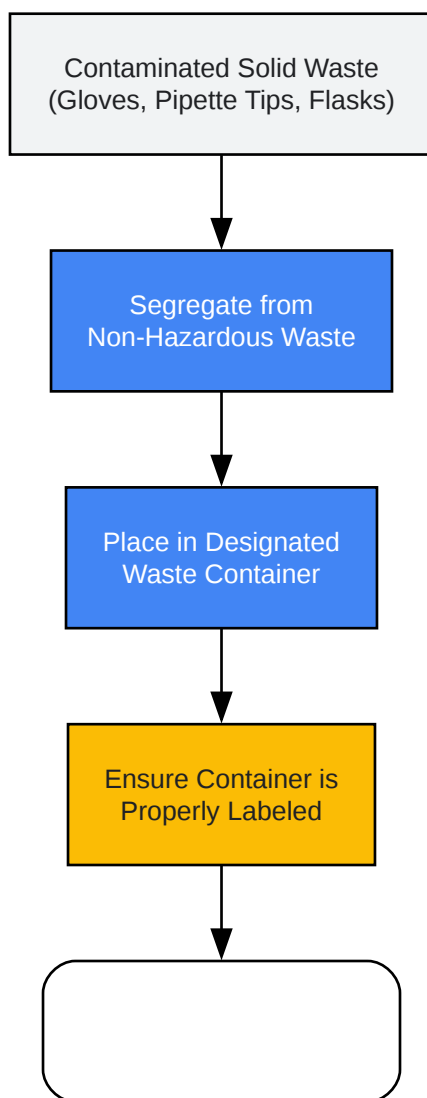 Contaminated Solid Waste
(Gloves, Pipette Tips, Flasks)
Segregate from
Non-Hazardous Waste
Place in Designated
Waste Container
Ensure Container is
Properly Labeled